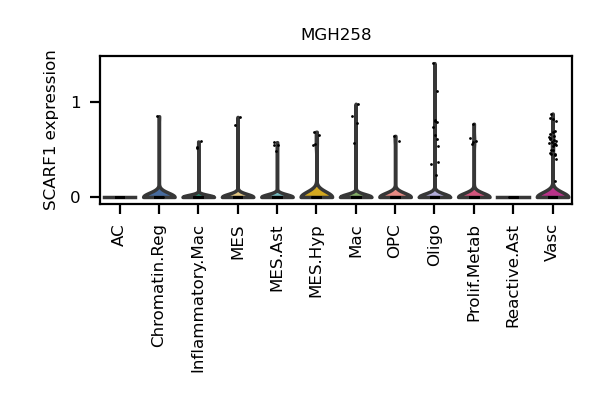 MGH258
SCARF1 expression
1
0
AC
Chromatin.Reg
Inflammatory.Mac
MES
MES.Ast
MES.Hyp
Mac
OPC
Oligo
Prolif.Metab
Reactive.Ast
Vasc